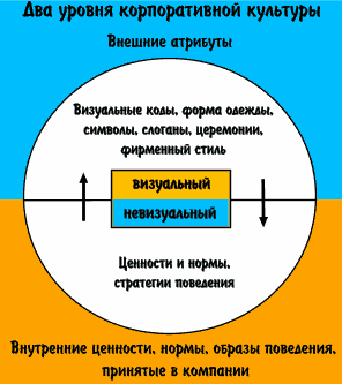 Два уровня корпоративной культуры
Внешние атрибуты
Визуальные коды, форма одежды,
символы, слоганы, церемонии,
фирменный стиль
визуальный
невизуальный
Ценности и нормы,
стратегии поведения
Внутренние ценности, нормы, образы поведения,
принятые в компании